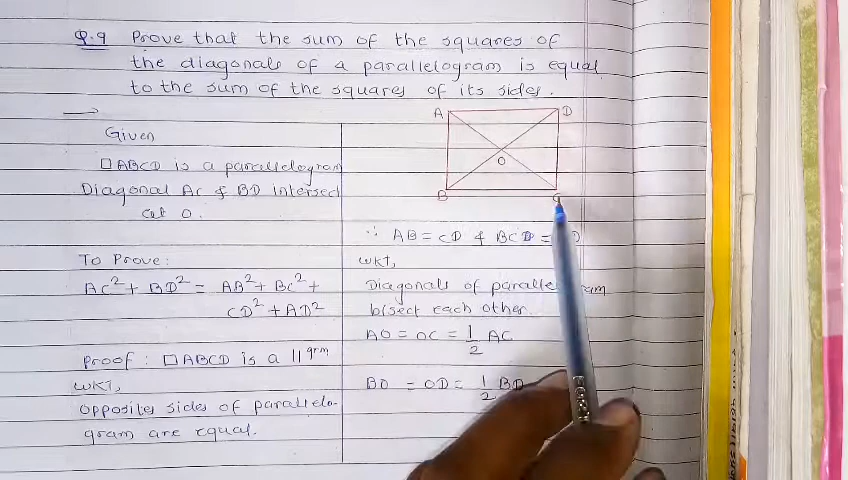 Q.9 Prove that the sum of the squares of
the diagonals of a parallelogram is equal
to the sum of the squares of its sides.
Given
□ABCD is a parallelogram
Diagonal Ac & BD intersect
at O.
To Prove:
AC² + BD² = AB² + BC² +
CD² + AD²
Proof : □ABCD is a ||grm
WKT,
opposites sides of parallelo-
gram are equal.
A D
O
B C
∴ AB = CD & BC = D
WKT,
Diagonals of paralle am
bisect each other.
AO = OC = 1/2 AC
BO = OD = 1/2 BD